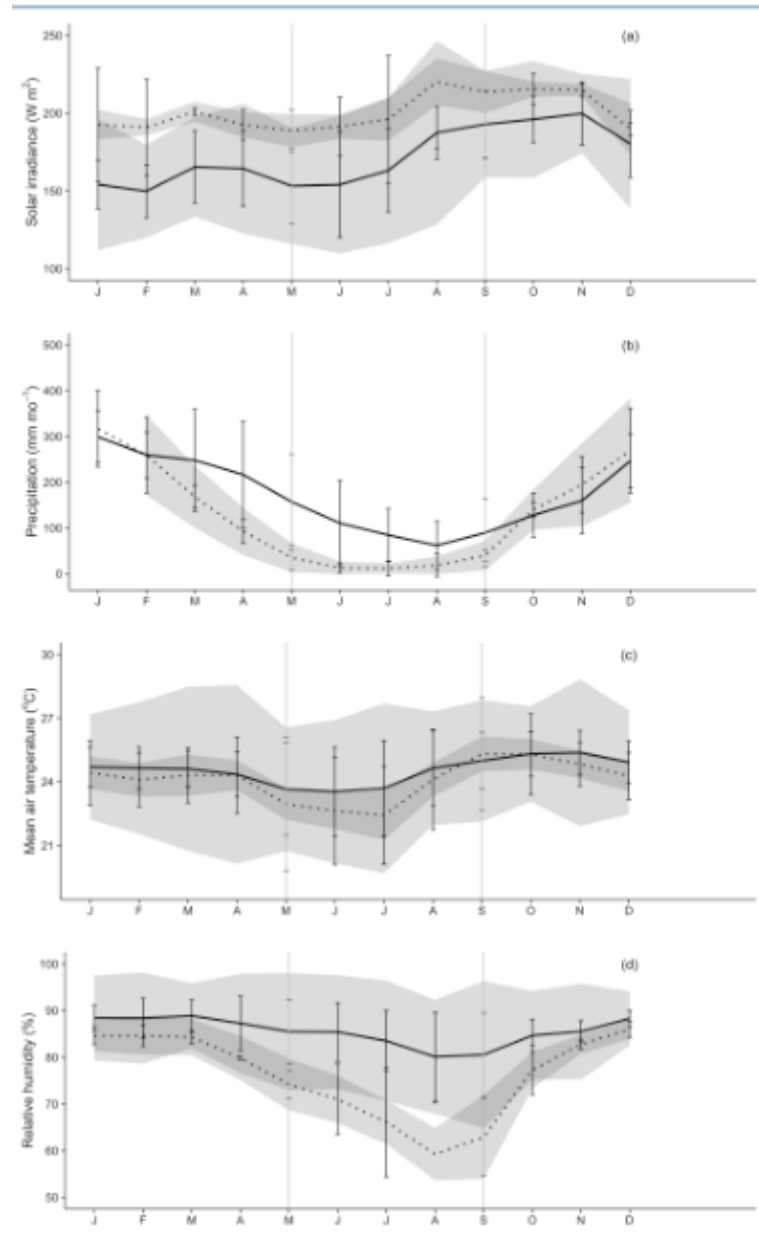 (a)
250
200
150
100
Solar irradiance (W m²)
J F M A M J J A S O N D
(b)
500
400
300
200
100
0
Precipitation (mm mo⁻¹)
J F M A M J J A S O N D
(c)
30
27
24
21
Mean air temperature (°C)
J F M A M J J A S O N D
(d)
100
90
80
70
60
50
Relative humidity (%)
J F M A M J J A S O N D